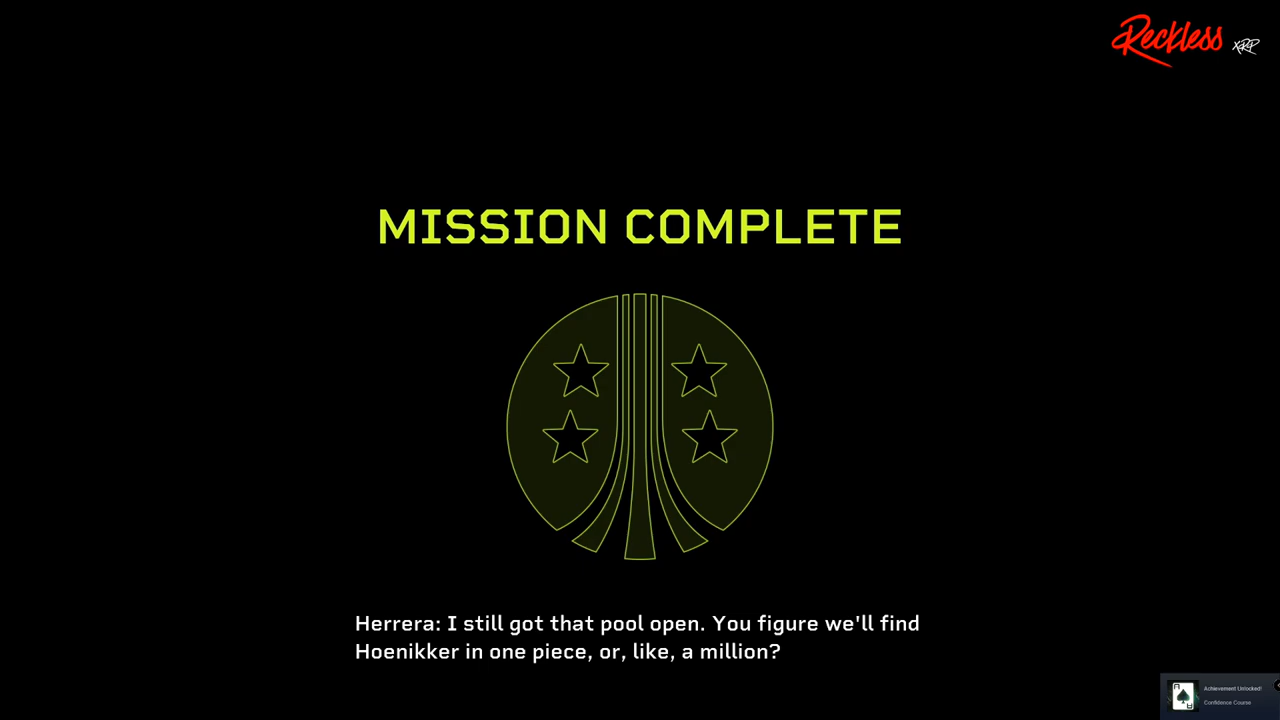 Reckless XRP
MISSION COMPLETE
Herrera: I still got that pool open. You figure we'll find
Hoenikker in one piece, or, like, a million?
Achievement Unlocked!
Confidence Course